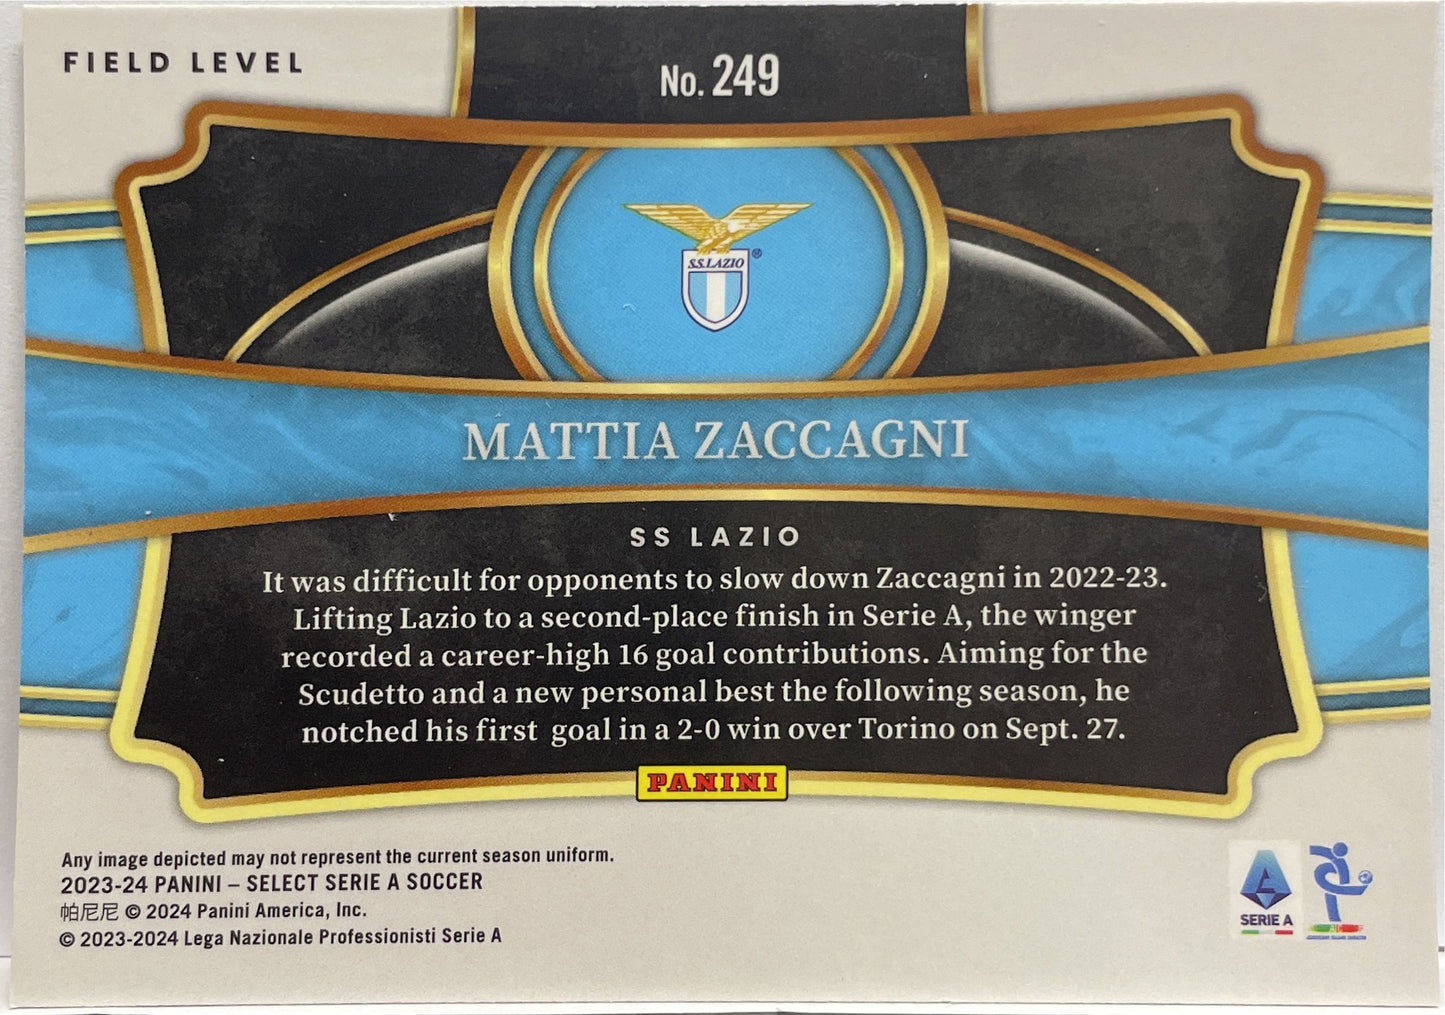 FIELD LEVEL
No. 249
S.S.LAZIO®
MATTIA ZACCAGNI
SS LAZIO
It was difficult for opponents to slow down Zaccagni in 2022-23.
Lifting Lazio to a second-place finish in Serie A, the winger
recorded a career-high 16 goal contributions. Aiming for the
Scudetto and a new personal best the following season, he
notched his first  goal in a 2-0 win over Torino on Sept. 27.
PANINI
Any image depicted may not represent the current season uniform.
2023-24 PANINI – SELECT SERIE A SOCCER
帕尼尼 © 2024 Panini America, Inc.
© 2023-2024 Lega Nazionale Professionisti Serie A
SERIE A